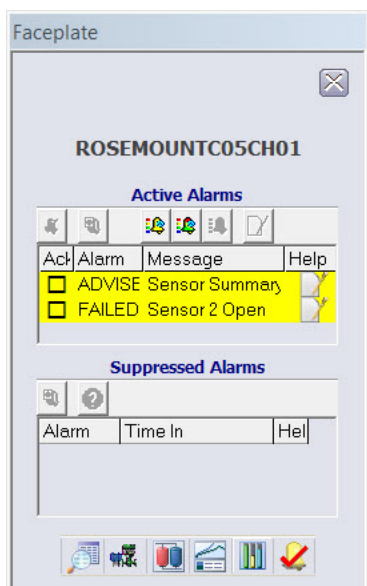 Faceplate
ROSEMOUNTC05CH01
Active Alarms
Ack Alarm Message Help
ADVISE Sensor Summary
FAILED Sensor 2 Open
Suppressed Alarms
Alarm Time In Hel